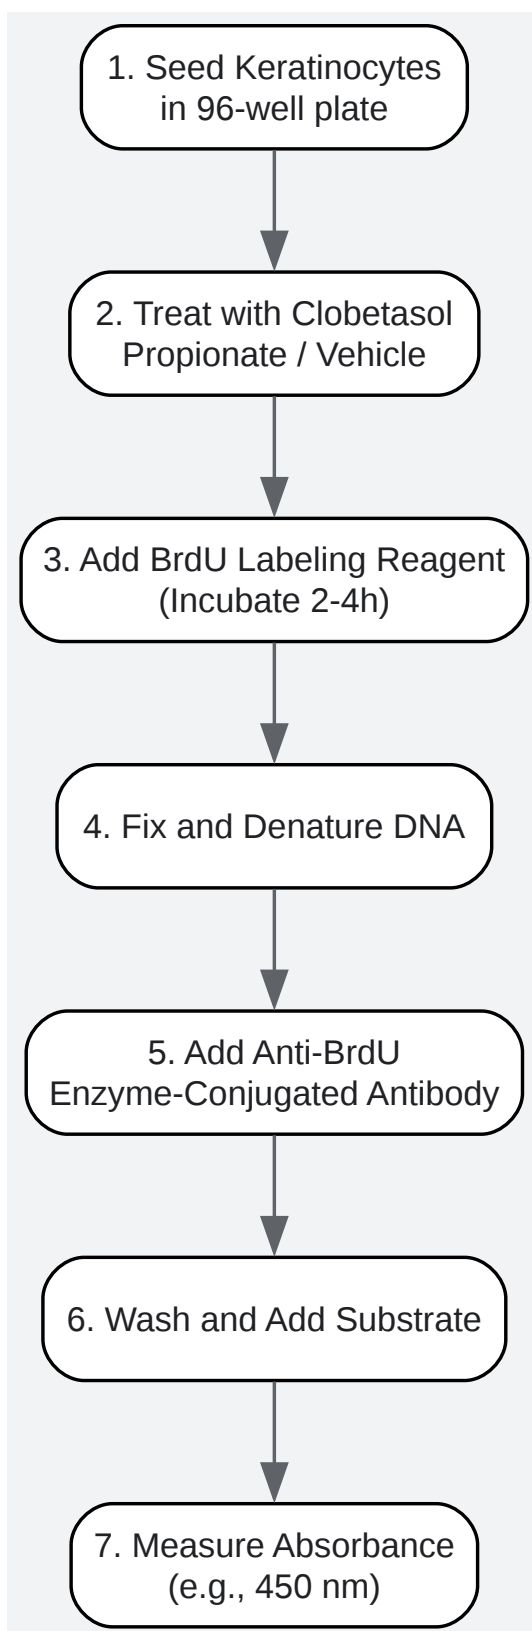 1. Seed Keratinocytes
in 96-well plate
2. Treat with Clobetasol
Propionate / Vehicle
3. Add BrdU Labeling Reagent
(Incubate 2-4h)
4. Fix and Denature DNA
5. Add Anti-BrdU
Enzyme-Conjugated Antibody
6. Wash and Add Substrate
7. Measure Absorbance
(e.g., 450 nm)